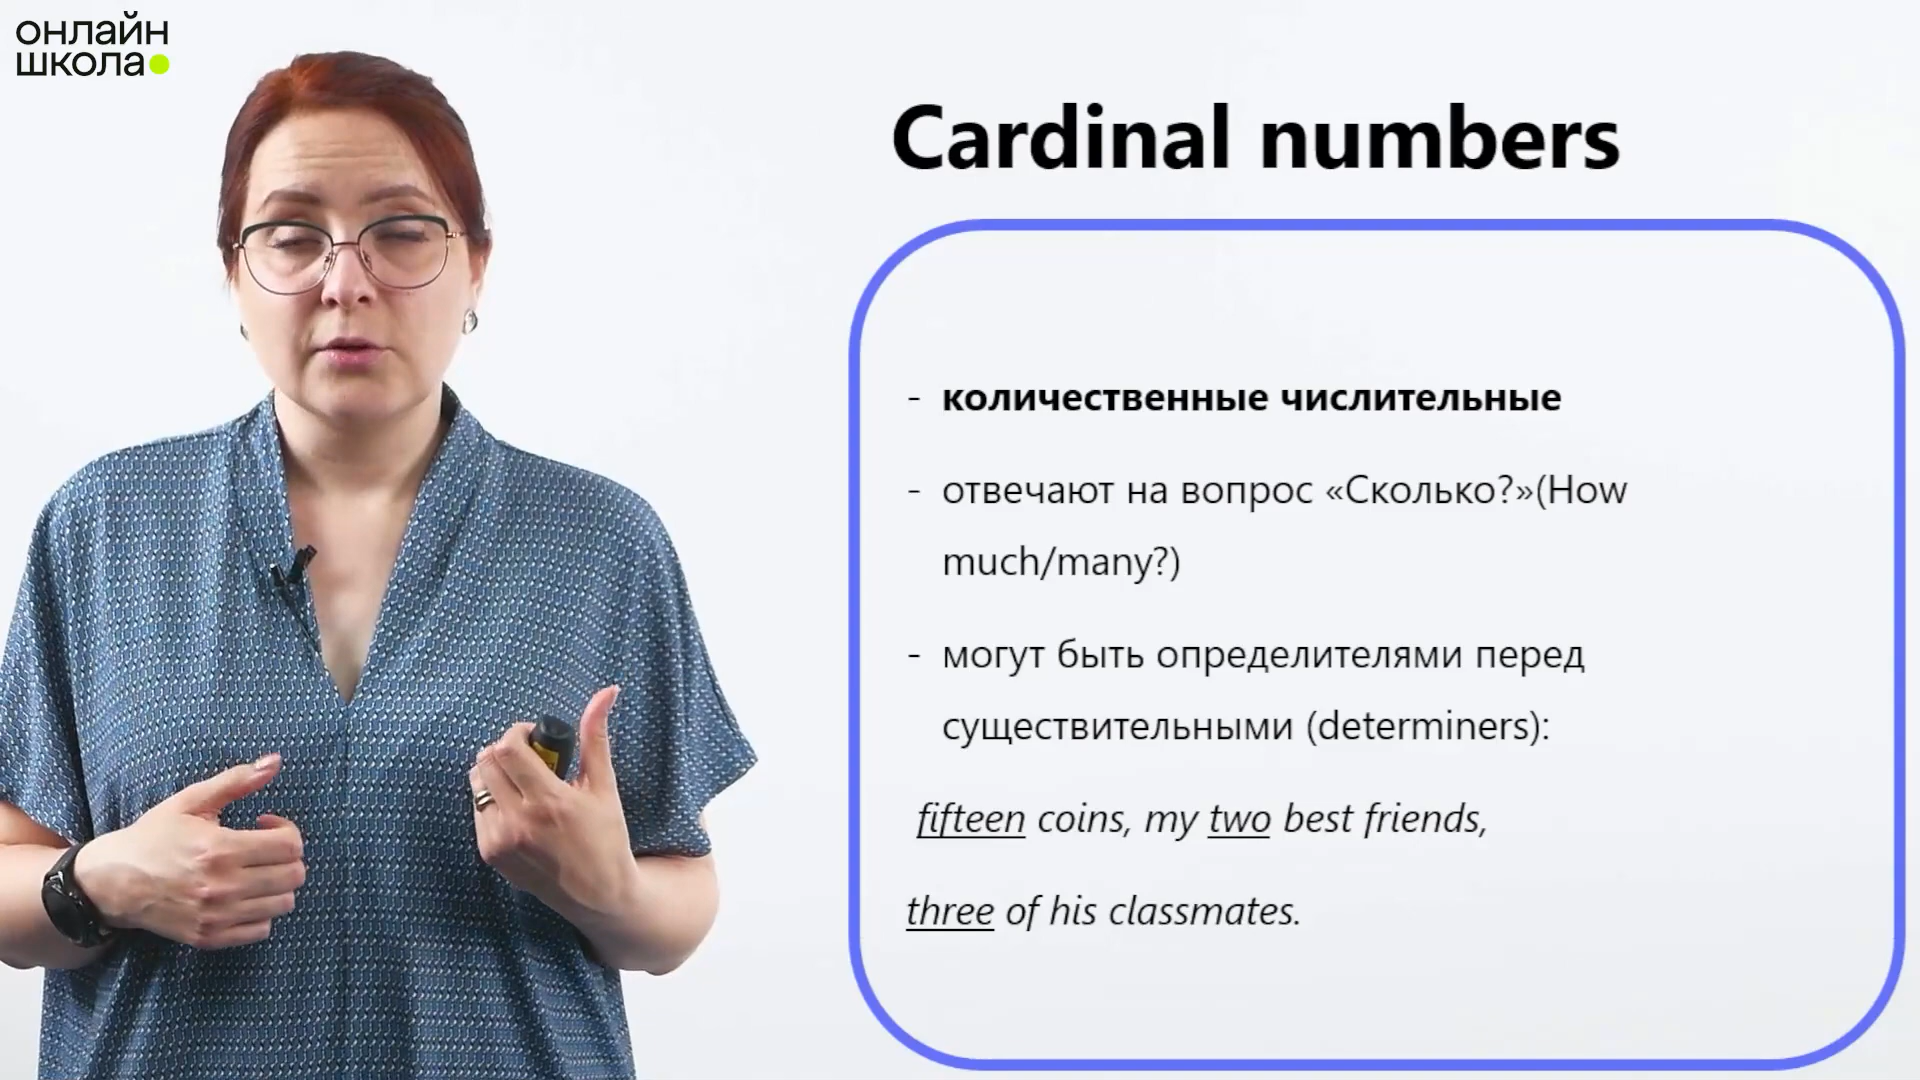 онлайн
школа
Cardinal numbers
- количественные числительные
- отвечают на вопрос «Сколько?»(How
much/many?)
- могут быть определителями перед
существительными (determiners):
fifteen coins, my two best friends,
three of his classmates.